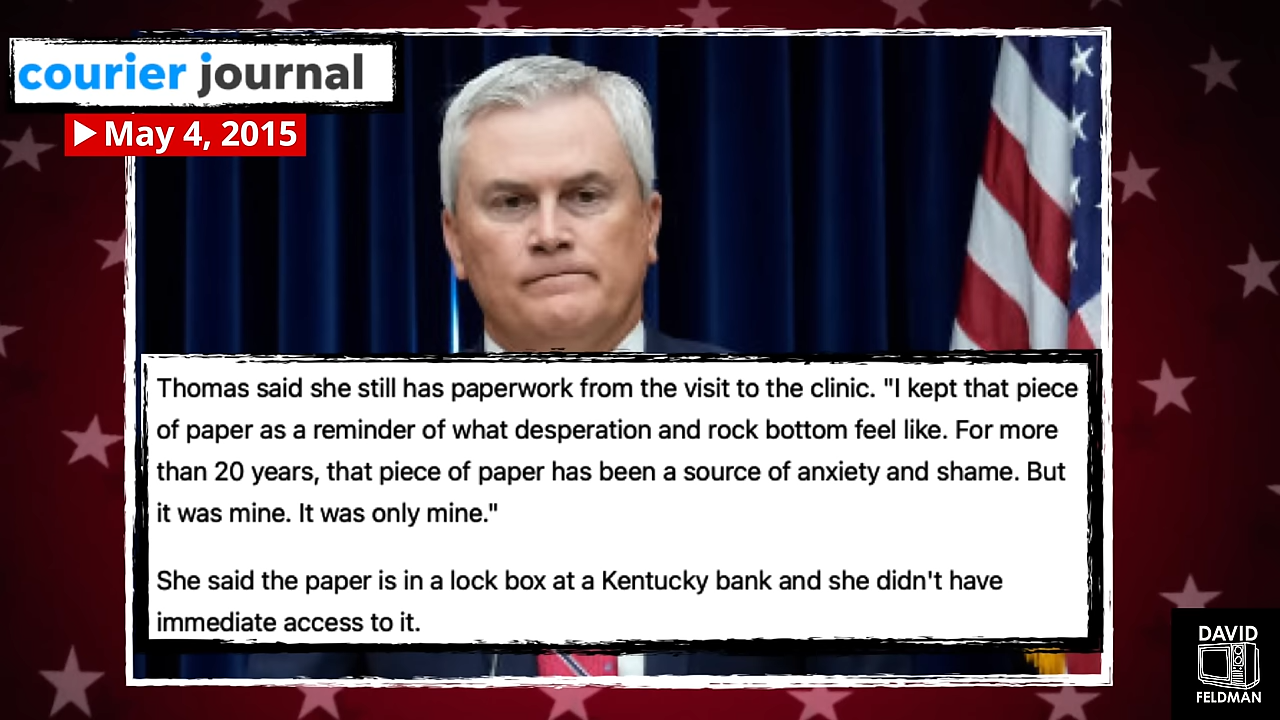 courier journal
May 4, 2015
Thomas said she still has paperwork from the visit to the clinic. "I kept that piece
of paper as a reminder of what desperation and rock bottom feel like. For more
than 20 years, that piece of paper has been a source of anxiety and shame. But
it was mine. It was only mine."
She said the paper is in a lock box at a Kentucky bank and she didn't have
immediate access to it.
DAVID
FELDMAN